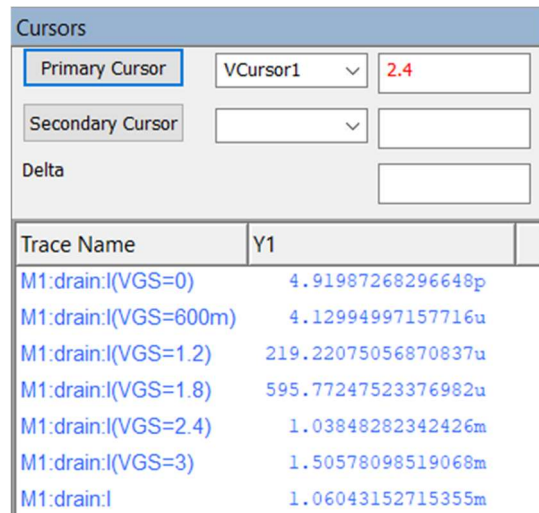 Cursors
Primary Cursor VCursor1 2.4
Secondary Cursor
Delta
Trace Name Y1
M1:drain:I(VGS=0) 4.91987268296648p
M1:drain:I(VGS=600m) 4.12994997157716u
M1:drain:I(VGS=1.2) 219.22075056870837u
M1:drain:I(VGS=1.8) 595.77247523376982u
M1:drain:I(VGS=2.4) 1.03848282342426m
M1:drain:I(VGS=3) 1.50578098519068m
M1:drain:I 1.06043152715355m